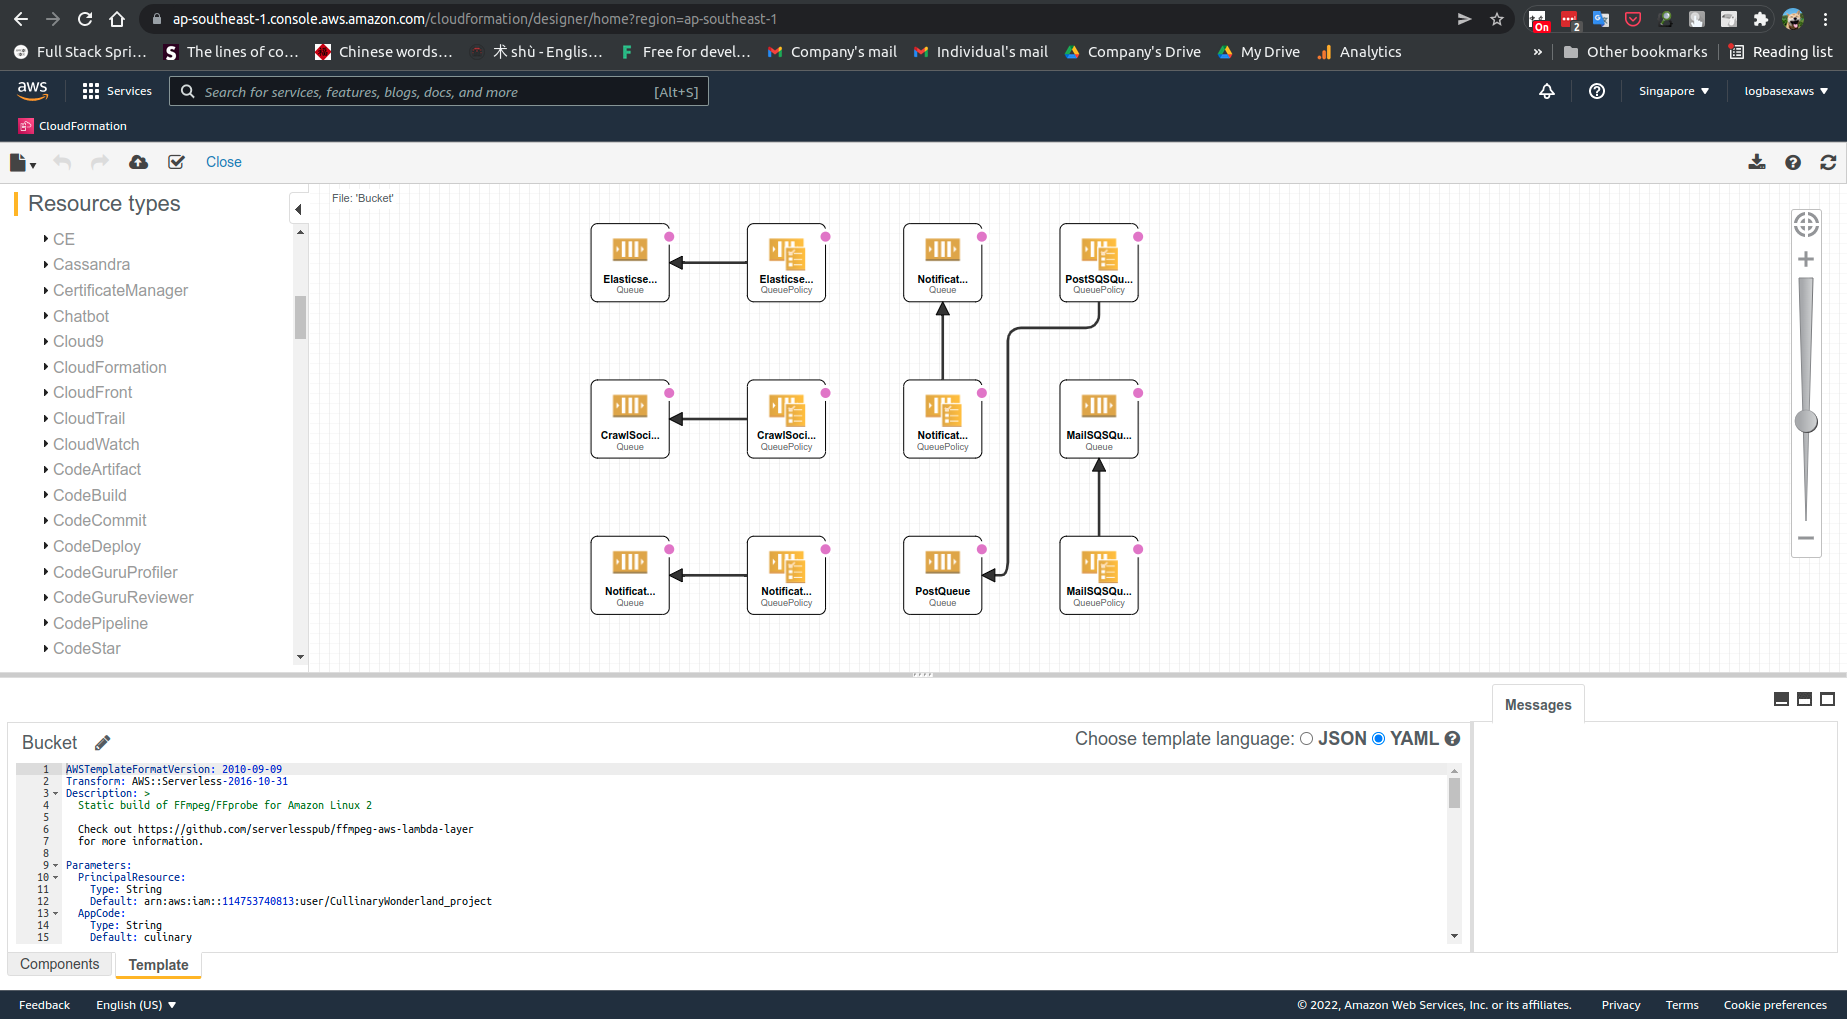 ap-southeast-1.console.aws.amazon.com/cloudformation/designer/home?region=ap-southeast-1
On
2
Full Stack Spri...
The lines of co...
Chinese words...
术 shù - Englis...
Free for devel...
Company's mail
Individual's mail
Company's Drive
My Drive
Analytics
»
Other bookmarks
Reading list
aws
Services
Search for services, features, blogs, docs, and more
[Alt+S]
Singapore
logbasexaws
CloudFormation
Close
Resource types
CE
Cassandra
CertificateManager
Chatbot
Cloud9
CloudFormation
CloudFront
CloudTrail
CloudWatch
CodeArtifact
CodeBuild
CodeCommit
CodeDeploy
CodeGuruProfiler
CodeGuruReviewer
CodePipeline
CodeStar
File: 'Bucket'
Elasticse...
Queue
Elasticse...
QueuePolicy
Notificat...
Queue
PostSQSQu...
QueuePolicy
CrawlSoci...
Queue
CrawlSoci...
QueuePolicy
Notificat...
QueuePolicy
MailSQSQu...
Queue
Notificat...
Queue
Notificat...
QueuePolicy
PostQueue
Queue
MailSQSQu...
QueuePolicy
Messages
Bucket
Choose template language: JSON YAML
1 AWSTemplateFormatVersion: 2010-09-09
2 Transform: AWS::Serverless-2016-10-31
3 Description: >
4 Static build of FFmpeg/FFprobe for Amazon Linux 2
5
6 Check out https://github.com/serverlesspub/ffmpeg-aws-lambda-layer
7 for more information.
8
9 Parameters:
10 PrincipalResource:
11 Type: String
12 Default: arn:aws:iam::114753740813:user/CullinaryWonderland_project
13 AppCode:
14 Type: String
15 Default: culinary
Components
Template
Feedback
English (US)
© 2022, Amazon Web Services, Inc. or its affiliates.
Privacy
Terms
Cookie preferences